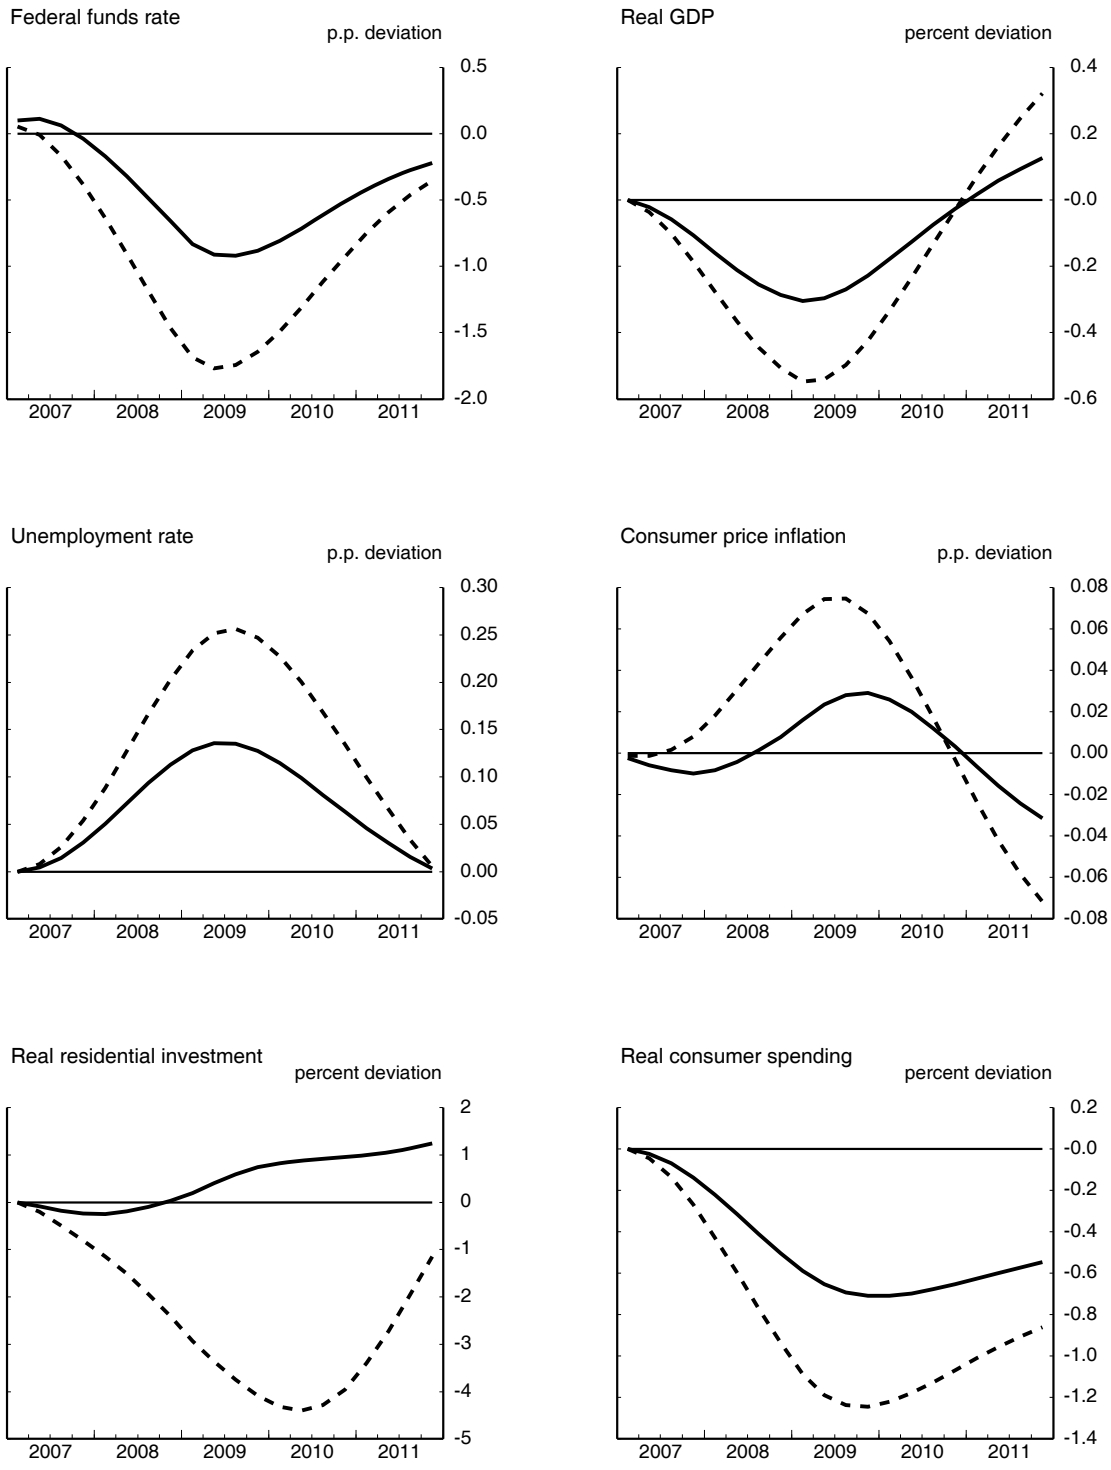 Federal funds rate
p.p. deviation
0.5
0.0
-0.5
-1.0
-1.5
-2.0
2007 2008 2009 2010 2011
Real GDP
percent deviation
0.4
0.2
-0.0
-0.2
-0.4
-0.6
2007 2008 2009 2010 2011
Unemployment rate
p.p. deviation
0.30
0.25
0.20
0.15
0.10
0.05
0.00
-0.05
2007 2008 2009 2010 2011
Consumer price inflation
p.p. deviation
0.08
0.06
0.04
0.02
0.00
-0.02
-0.04
-0.06
-0.08
2007 2008 2009 2010 2011
Real residential investment
percent deviation
2
1
0
-1
-2
-3
-4
-5
2007 2008 2009 2010 2011
Real consumer spending
percent deviation
0.2
-0.0
-0.2
-0.4
-0.6
-0.8
-1.0
-1.2
-1.4
2007 2008 2009 2010 2011